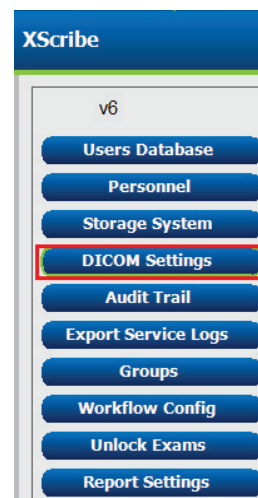 XScribe
v6
Users Database
Personnel
Storage System
DICOM Settings
Audit Trail
Export Service Logs
Groups
Workflow Config
Unlock Exams
Report Settings